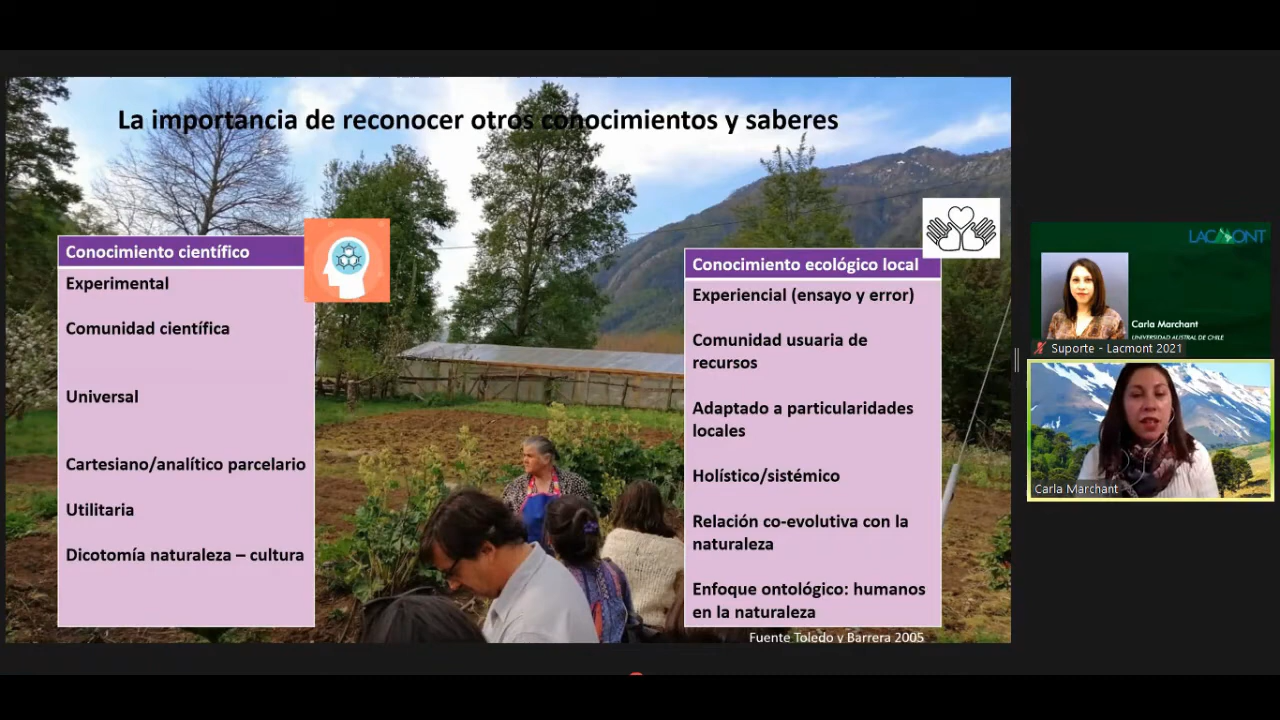 La importancia de reconocer otros conocimientos y saberes
Conocimiento científico
Experimental
Comunidad científica
Universal
Cartesiano/analítico parcelario
Utilitaria
Dicotomía naturaleza – cultura
Conocimiento ecológico local
Experiencial (ensayo y error)
Comunidad usuaria de
recursos
Adaptado a particularidades
locales
Holístico/sistémico
Relación co-evolutiva con la
naturaleza
Enfoque ontológico: humanos
en la naturaleza
Fuente Toledo y Barrera 2005
LACMONT
Carla Marchant
UNIVERSIDAD AUSTRAL DE CHILE
Suporte - Lacmont 2021
Carla Marchant